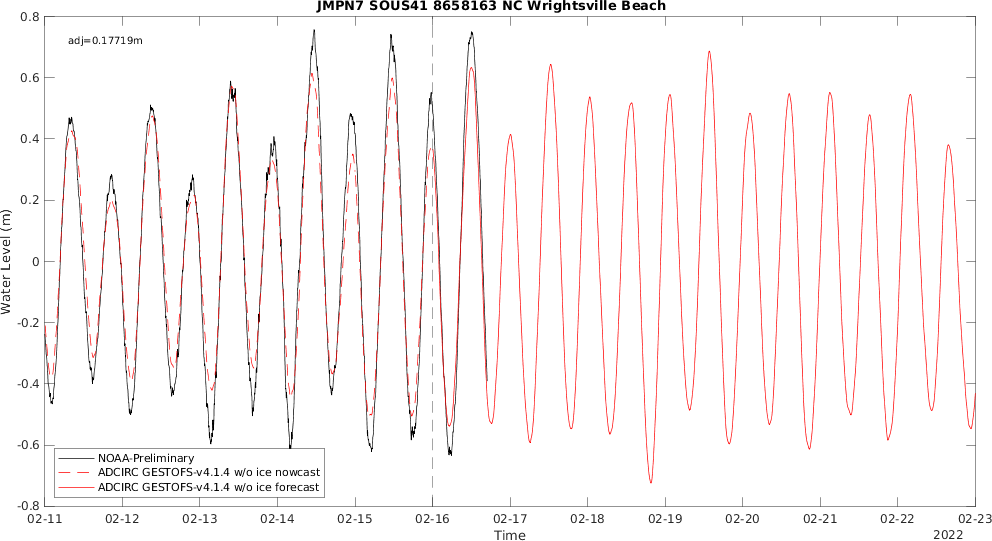 JMPN7 SOUS41 8658163 NC Wrightsville Beach
adj=0.17719m
0.8
0.6
0.4
0.2
0
-0.2
-0.4
-0.6
-0.8
Water Level (m)
NOAA-Preliminary
ADCIRC GESTOFS-v4.1.4 w/o ice nowcast
ADCIRC GESTOFS-v4.1.4 w/o ice forecast
02-11 02-12 02-13 02-14 02-15 02-16 02-17 02-18 02-19 02-20 02-21 02-22 02-23
Time
2022